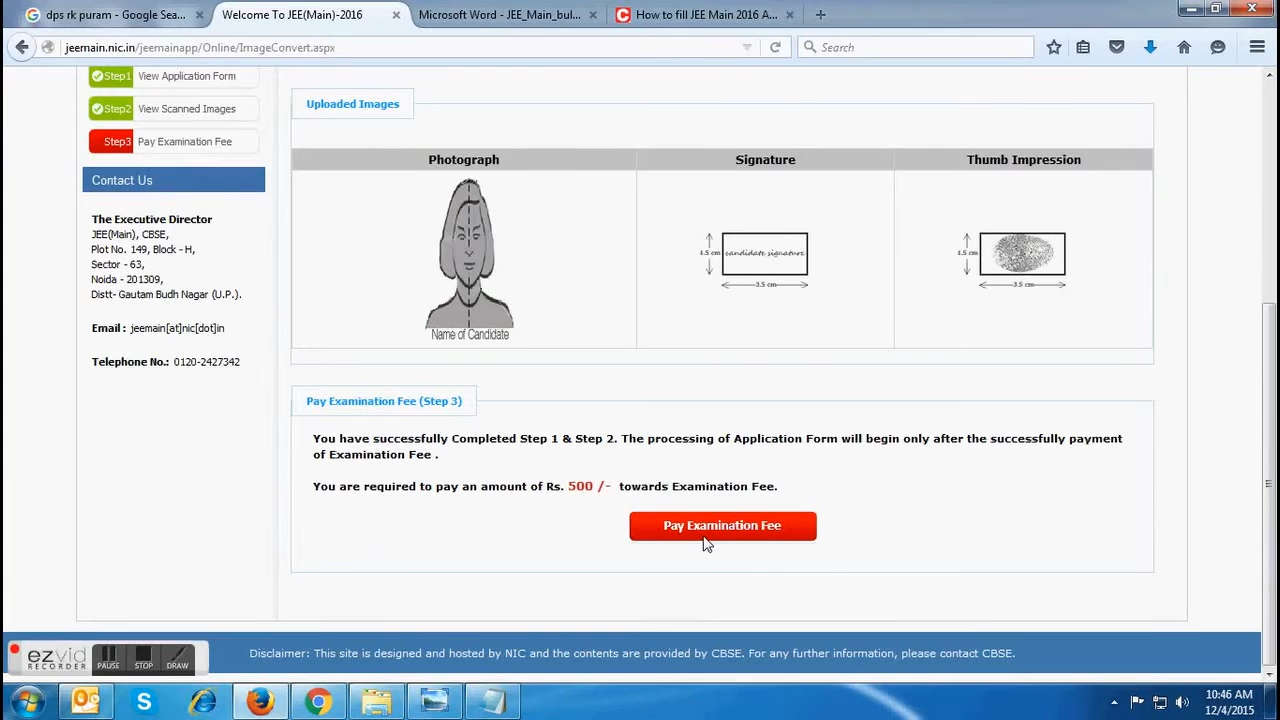 dps rk puram - Google Sea...
Welcome To JEE(Main)-2016
Microsoft Word - JEE_Main_bul...
How to fill JEE Main 2016 A...
jeemain.nic.in/jeemainapp/Online/ImageConvert.aspx
Search
Step1 View Application Form
Step2 View Scanned Images
Step3 Pay Examination Fee
Contact Us
The Executive Director
JEE(Main), CBSE,
Plot No. 149, Block - H,
Sector - 63,
Noida - 201309,
Distt- Gautam Budh Nagar (U.P.).
Email : jeemain[at]nic[dot]in
Telephone No.: 0120-2427342
Uploaded Images
Photograph Signature Thumb Impression
Name of Candidate
1.5 cm
candidate signature
3.5 cm
1.5 cm
3.5 cm
Pay Examination Fee (Step 3)
You have successfully Completed Step 1 & Step 2. The processing of Application Form will begin only after the successfully payment
of Examination Fee .
You are required to pay an amount of Rs. 500 /- towards Examination Fee.
Pay Examination Fee
Disclaimer: This site is designed and hosted by NIC and the contents are provided by CBSE. For any further information, please contact CBSE.
ezvid
RECORDER
PAUSE STOP DRAW
10:46 AM
12/4/2015